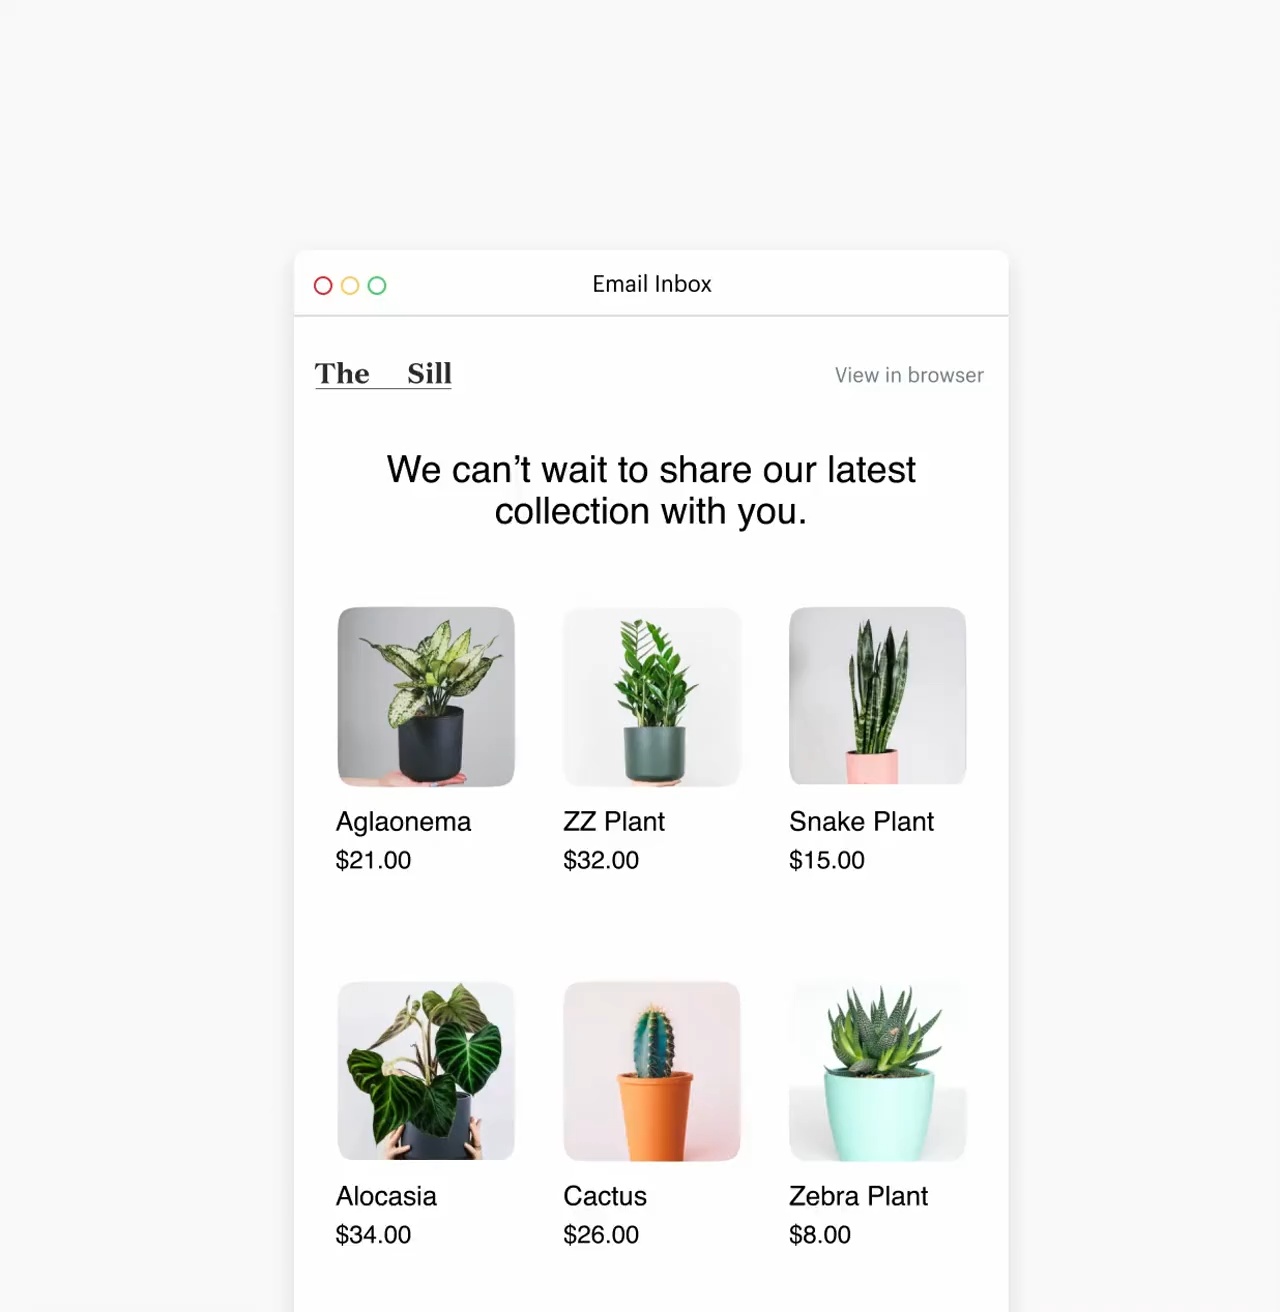 Email Inbox
The Sill
View in browser
We can’t wait to share our latest
collection with you.
Aglaonema
$21.00
ZZ Plant
$32.00
Snake Plant
$15.00
Alocasia
$34.00
Cactus
$26.00
Zebra Plant
$8.00